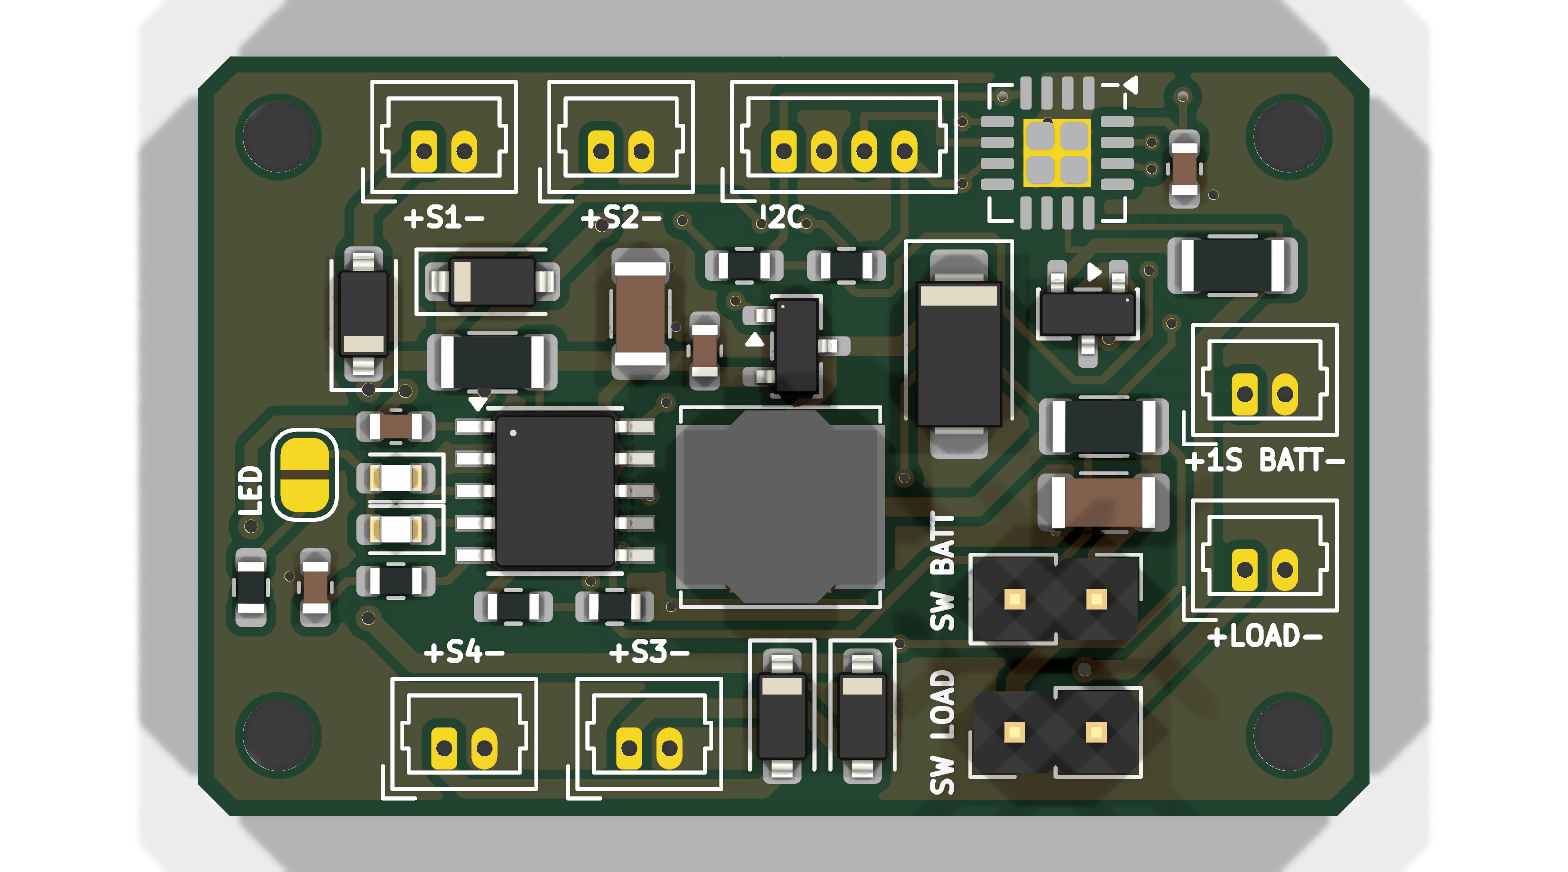 +S1-
+S2-
I2C
+1S BATT-
LED
SW BATT
+LOAD-
+S4-
+S3-
SW LOAD